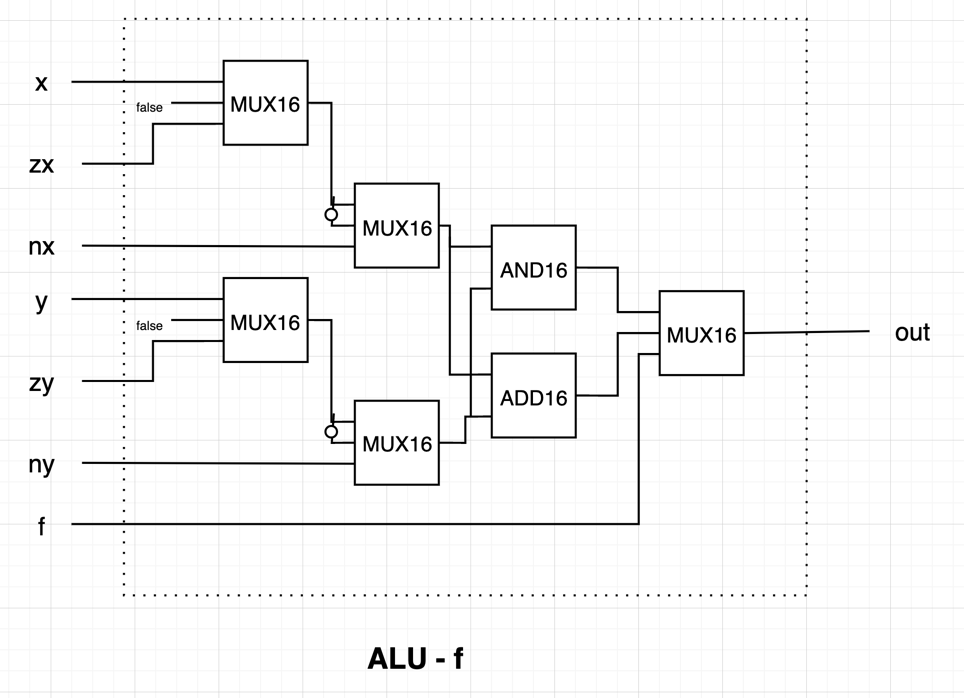 x
false
MUX16
zx
MUX16
nx
AND16
y
false
MUX16
MUX16
out
zy
ADD16
MUX16
ny
f
ALU - f